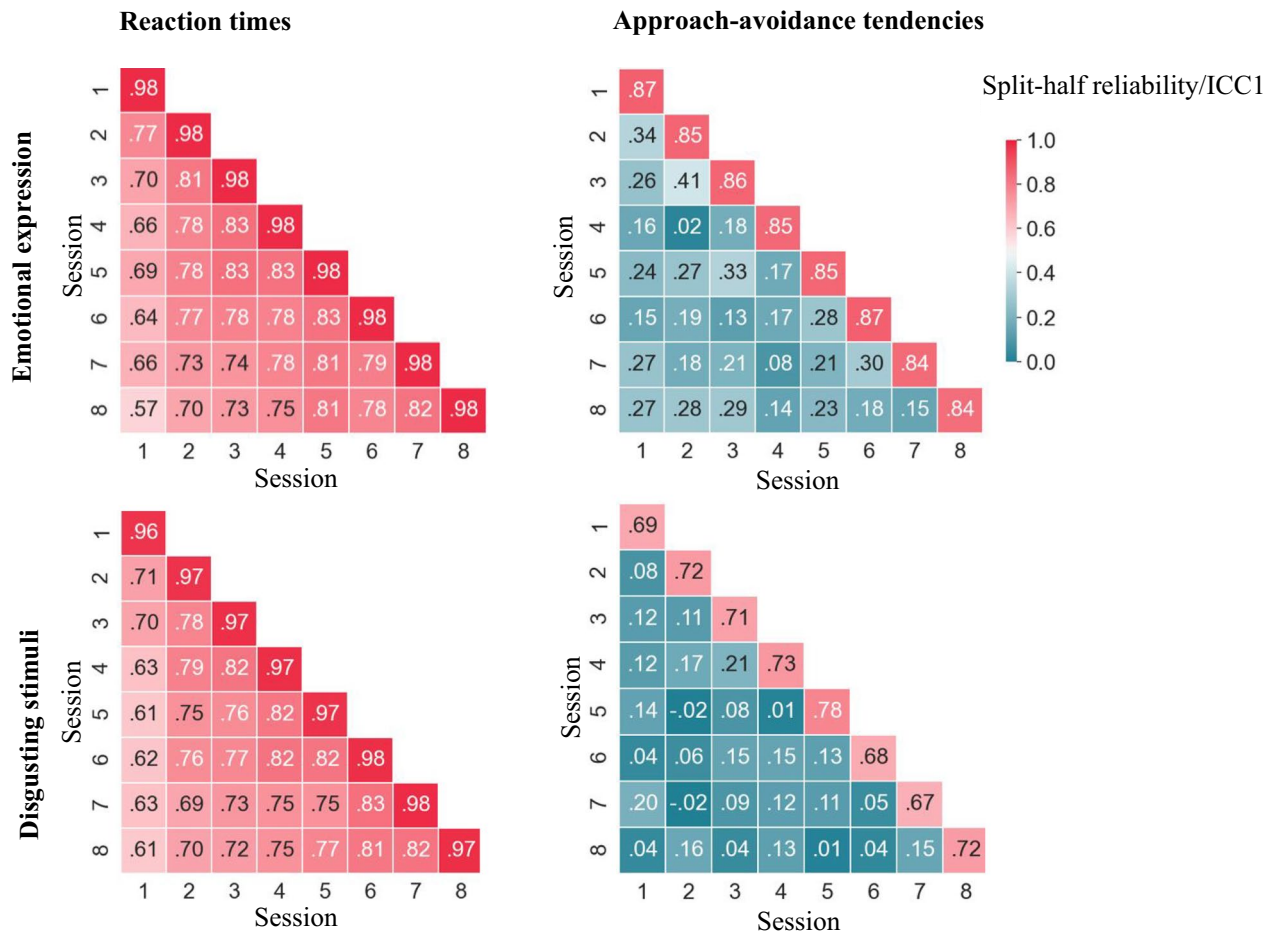 Reaction times
Approach-avoidance tendencies
Split-half reliability/ICC1
Emotional expression
Session
1 .98
2 .77 .98
3 .70 .81 .98
4 .66 .78 .83 .98
5 .69 .78 .83 .83 .98
6 .64 .77 .78 .78 .83 .98
7 .66 .73 .74 .78 .81 .79 .98
8 .57 .70 .73 .75 .81 .78 .82 .98
1 2 3 4 5 6 7 8
Session
Session
1 .87
2 .34 .85
3 .26 .41 .86
4 .16 .02 .18 .85
5 .24 .27 .33 .17 .85
6 .15 .19 .13 .17 .28 .87
7 .27 .18 .21 .08 .21 .30 .84
8 .27 .28 .29 .14 .23 .18 .15 .84
1 2 3 4 5 6 7 8
Session
1.0
0.8
0.6
0.4
0.2
0.0
Disgusting stimuli
Session
1 .96
2 .71 .97
3 .70 .78 .97
4 .63 .79 .82 .97
5 .61 .75 .76 .82 .97
6 .62 .76 .77 .82 .82 .98
7 .63 .69 .73 .75 .75 .83 .98
8 .61 .70 .72 .75 .77 .81 .82 .97
1 2 3 4 5 6 7 8
Session
Session
1 .69
2 .08 .72
3 .12 .11 .71
4 .12 .17 .21 .73
5 .14 -.02 .08 .01 .78
6 .04 .06 .15 .15 .13 .68
7 .20 -.02 .09 .12 .11 .05 .67
8 .04 .16 .04 .13 .01 .04 .15 .72
1 2 3 4 5 6 7 8
Session